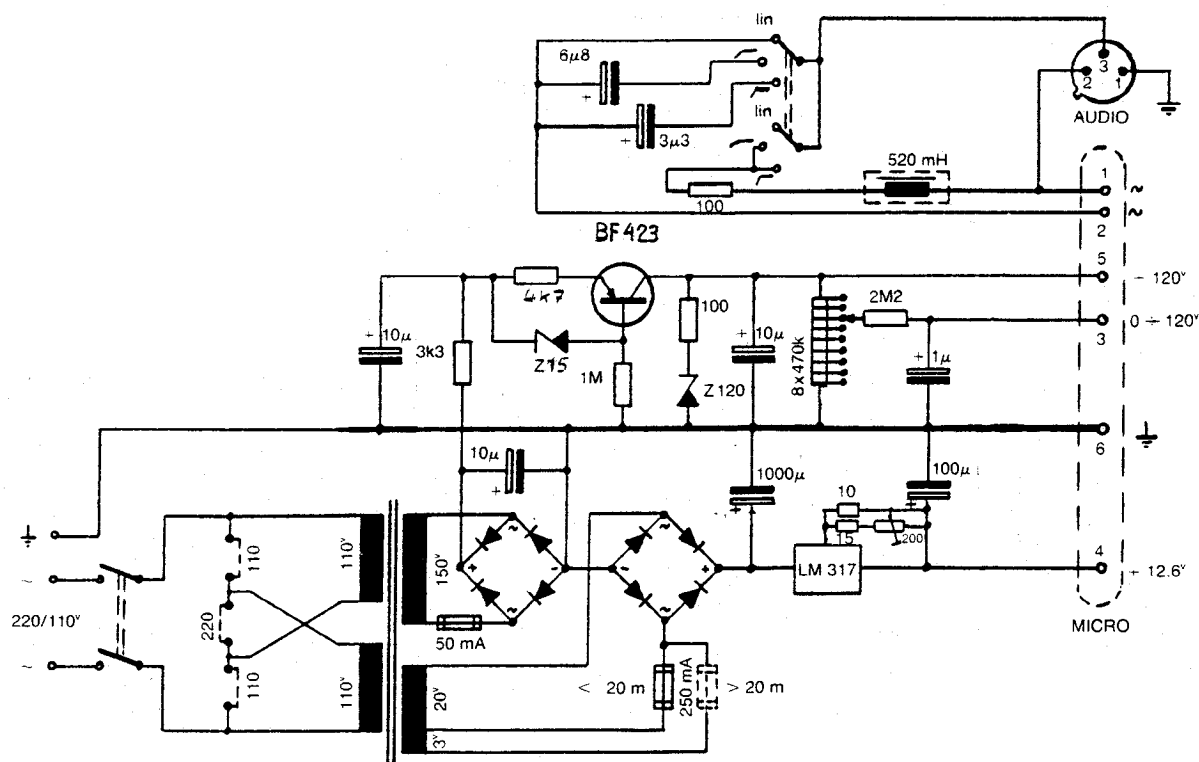 lin
6µ8
+
3µ3
+
lin
3
2
1
AUDIO
520 mH
100
1
~
2
~
BF423
5
− 120ᵛ
4k7
100
2M2
0 ÷ 120ᵛ
3
+
10µ
3k3
Z15
1M
Z120
+
10µ
8x470k
+
1µ
6
10µ
+
1000µ
+
100µ
+
10
15
200
LM 317
4
+ 12.6ᵛ
MICRO
~
220/110ᵛ
~
110
220
110
110ᵛ
110ᵛ
150ᵛ
20ᵛ
3ᵛ
50 mA
~
+
-
~
~
-
+
~
< 20 m
250 mA
> 20 m